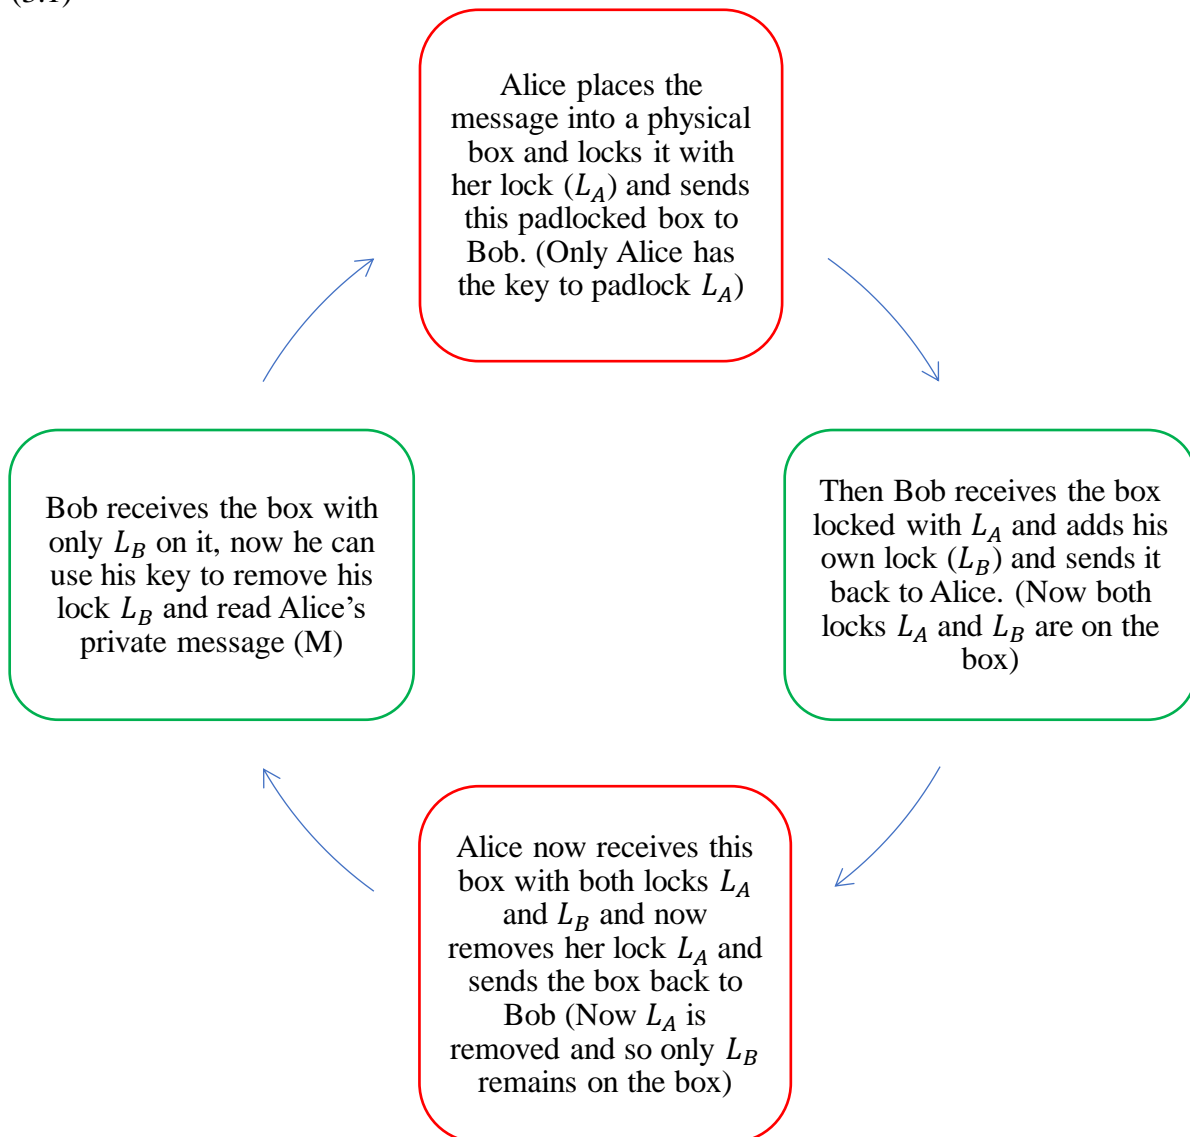 (3.1)
Alice places the
message into a physical
box and locks it with
her lock (L_A) and sends
this padlocked box to
Bob. (Only Alice has
the key to padlock L_A)
Then Bob receives the box
locked with L_A and adds his
own lock (L_B) and sends it
back to Alice. (Now both
locks L_A and L_B are on the
box)
Alice now receives this
box with both locks L_A
and L_B and now
removes her lock L_A and
sends the box back to
Bob (Now L_A is
removed and so only L_B
remains on the box)
Bob receives the box with
only L_B on it, now he can
use his key to remove his
lock L_B and read Alice’s
private message (M)